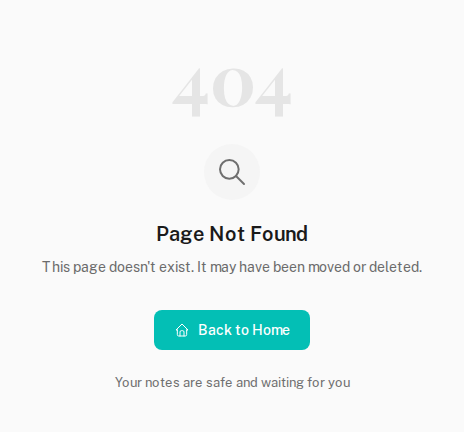 404
Page Not Found
This page doesn't exist. It may have been moved or deleted.
Back to Home
Your notes are safe and waiting for you